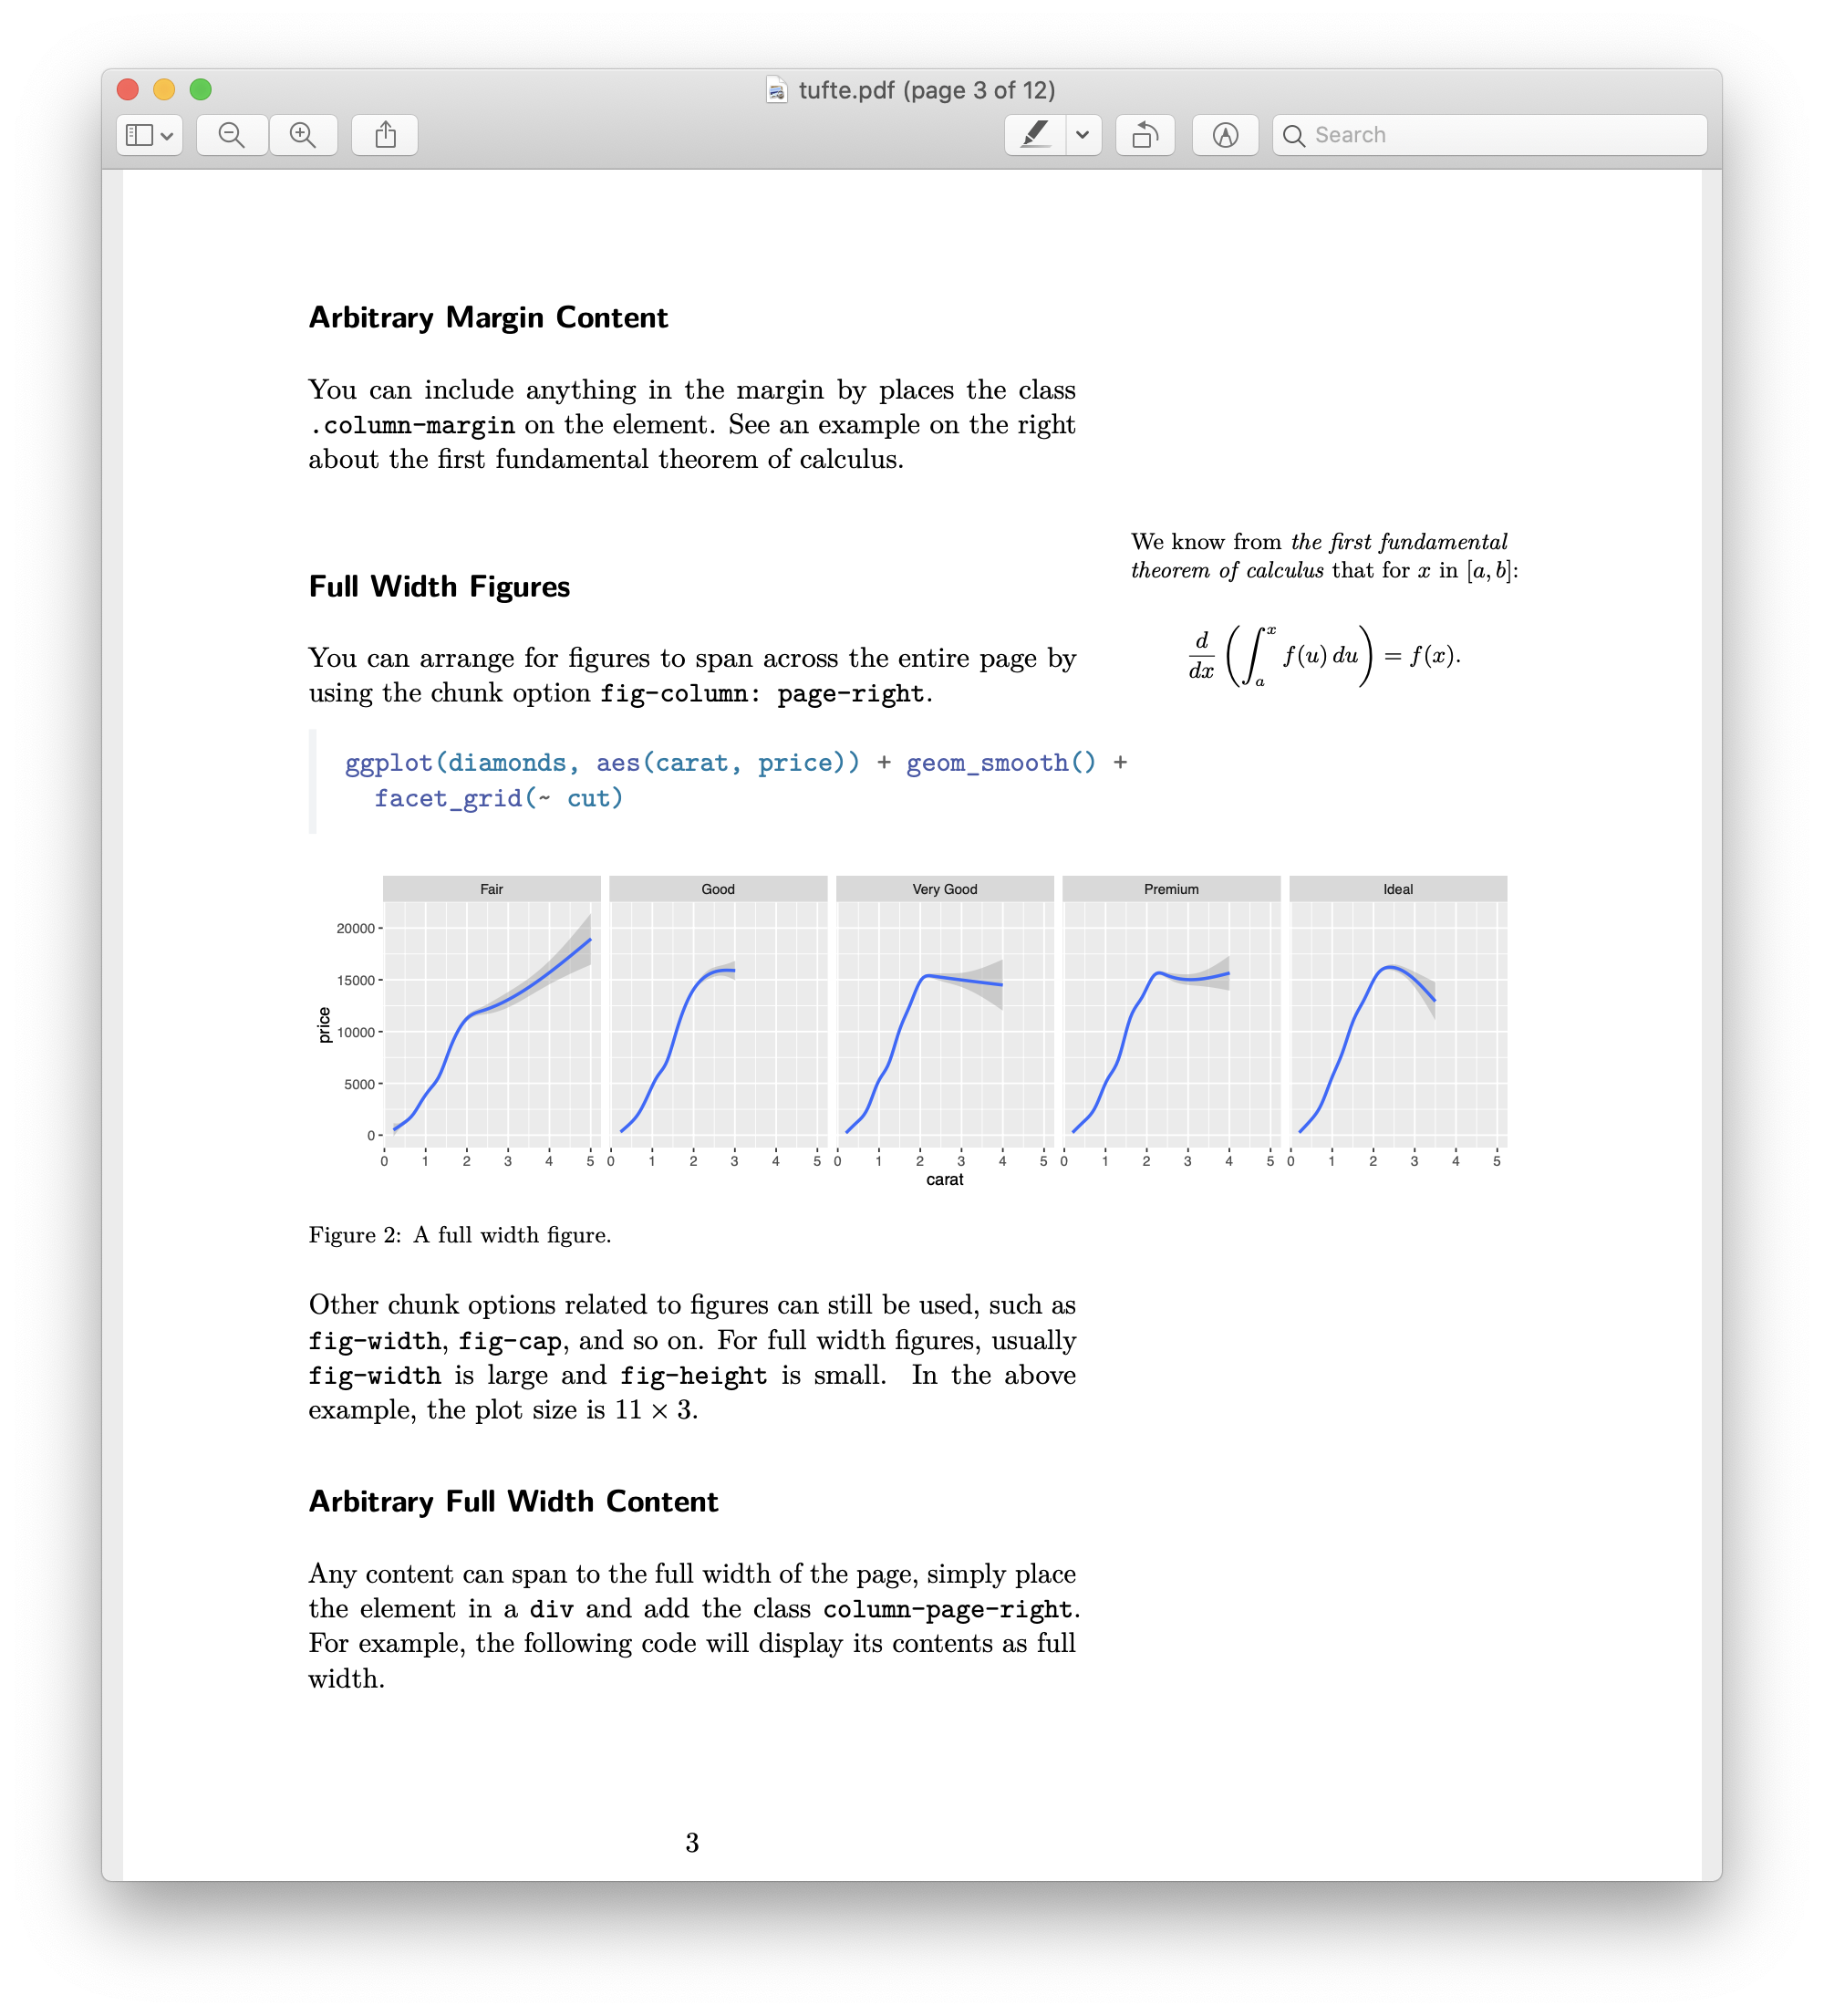 tufte.pdf (page 3 of 12)
Search
Arbitrary Margin Content
You can include anything in the margin by places the class
.column-margin on the element. See an example on the right
about the first fundamental theorem of calculus.
We know from the first fundamental
theorem of calculus that for x in [a, b]:
d/dx (∫_a^x f(u) du) = f(x).
Full Width Figures
You can arrange for figures to span across the entire page by
using the chunk option fig-column: page-right.
ggplot(diamonds, aes(carat, price)) + geom_smooth() +
facet_grid(~ cut)
Fair Good Very Good Premium Ideal
20000
15000
10000
5000
0
price
0 1 2 3 4 5 0 1 2 3 4 5 0 1 2 3 4 5 0 1 2 3 4 5 0 1 2 3 4 5
carat
Figure 2: A full width figure.
Other chunk options related to figures can still be used, such as
fig-width, fig-cap, and so on. For full width figures, usually
fig-width is large and fig-height is small. In the above
example, the plot size is 11 × 3.
Arbitrary Full Width Content
Any content can span to the full width of the page, simply place
the element in a div and add the class column-page-right.
For example, the following code will display its contents as full
width.
3